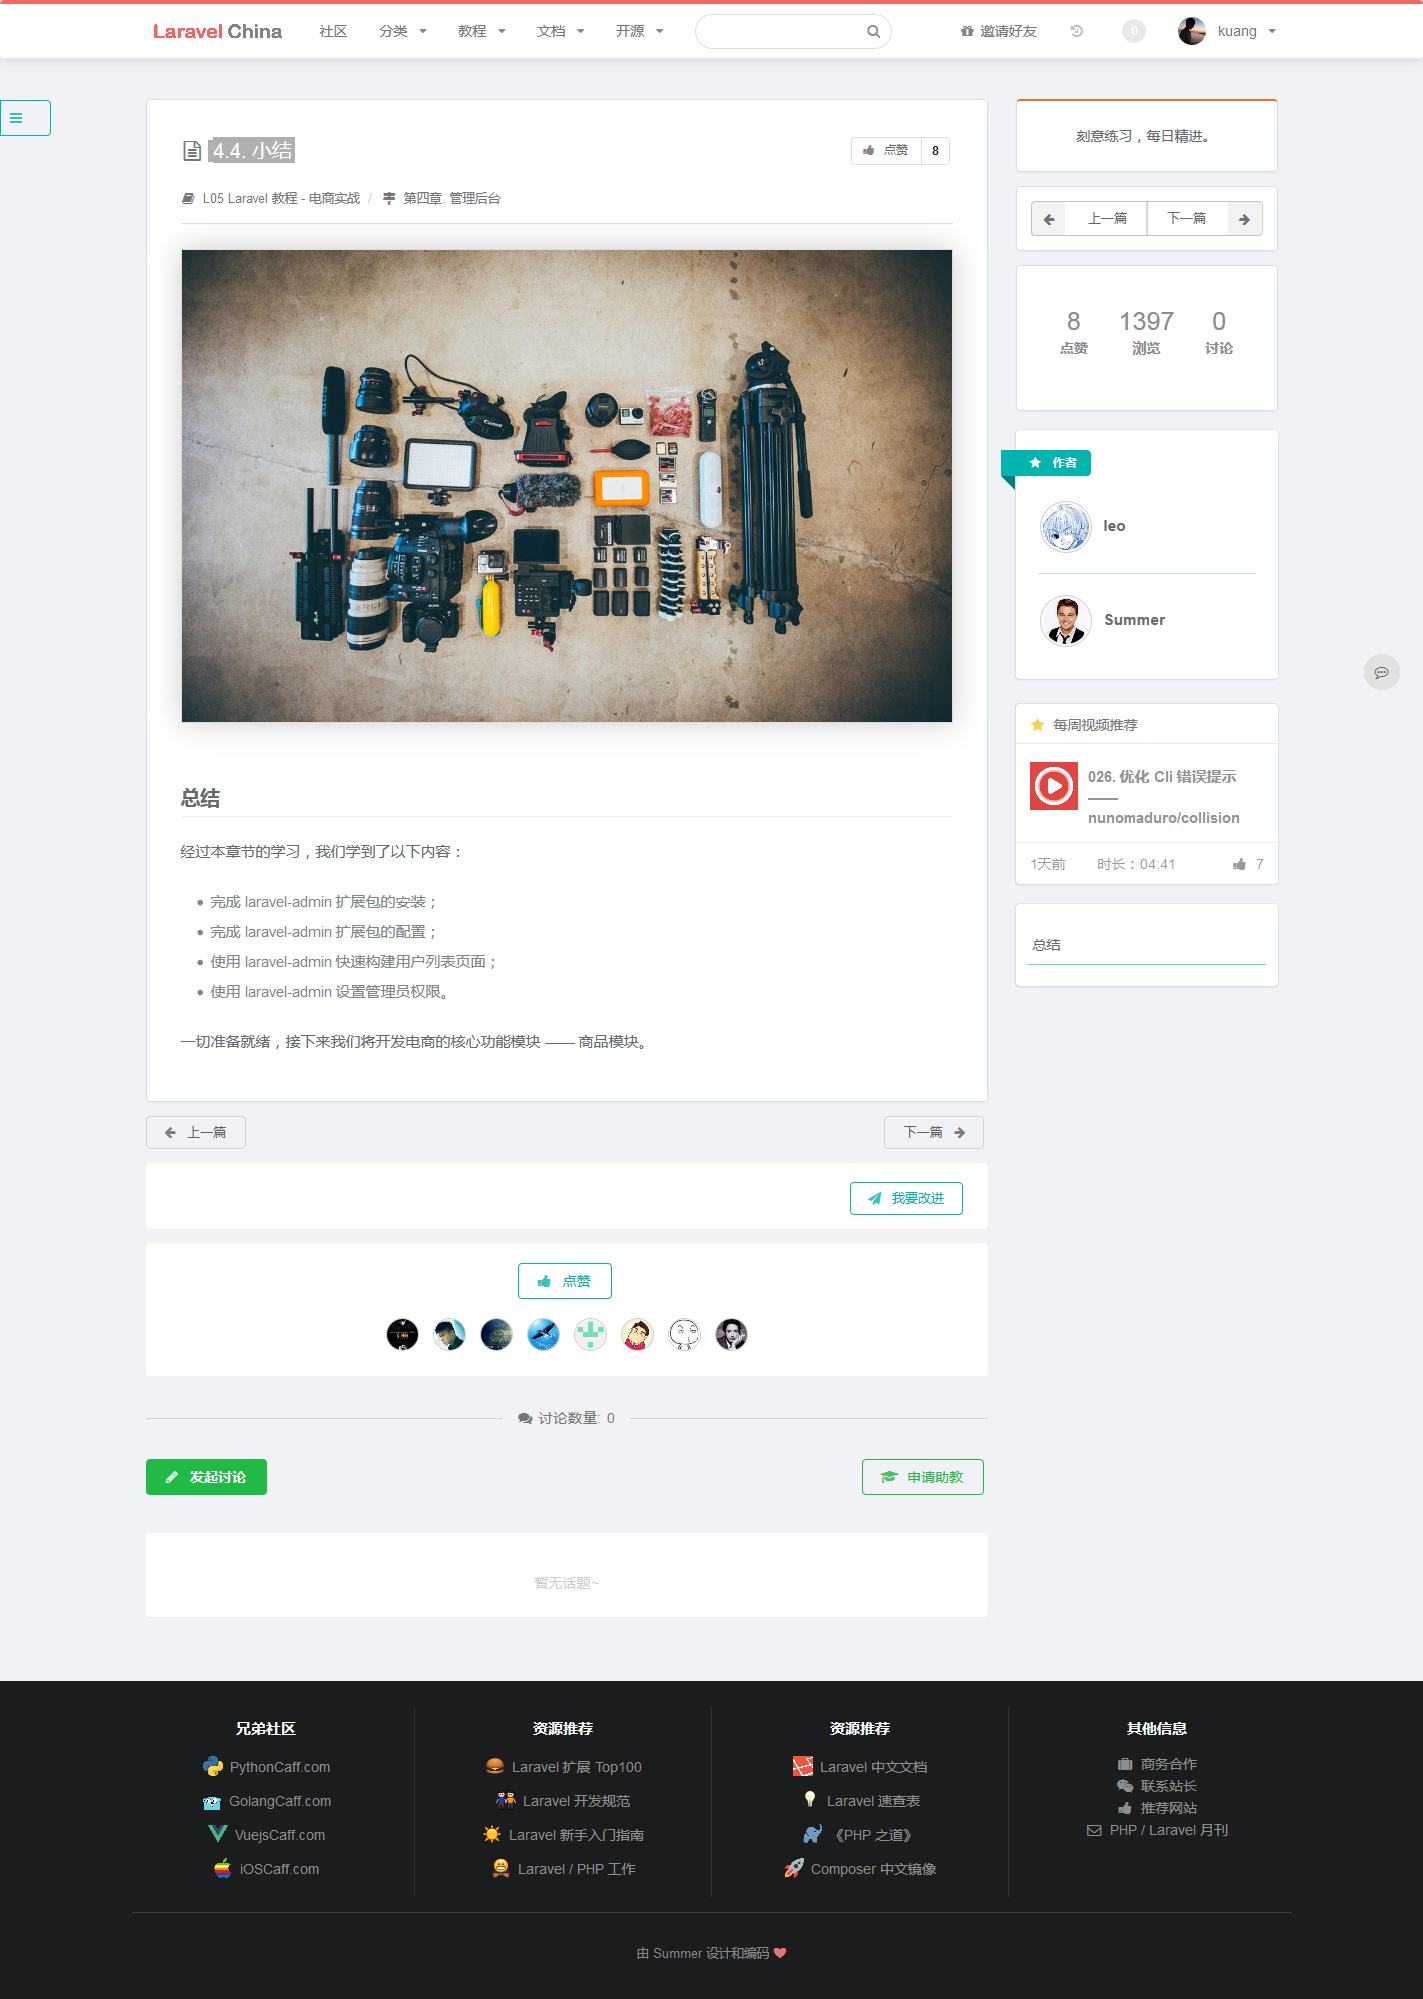 Laravel China 社区 分类 教程 文档 开源 邀请好友 0 kuang
4.4. 小结
点赞 8
L05 Laravel 教程 - 电商实战 / 第四章. 管理后台
总结
经过本章节的学习，我们学到了以下内容：
完成 laravel-admin 扩展包的安装；
完成 laravel-admin 扩展包的配置；
使用 laravel-admin 快速构建用户列表页面；
使用 laravel-admin 设置管理员权限。
一切准备就绪，接下来我们将开发电商的核心功能模块 —— 商品模块。
上一篇 下一篇
我要改进
点赞
讨论数量: 0
发起讨论 申请助教
暂无话题~
刻意练习，每日精进。
上一篇 下一篇
8 1397 0
点赞 浏览 讨论
作者
leo
Summer
每周视频推荐
026. 优化 Cli 错误提示
——
nunomaduro/collision
1天前 时长：04:41 7
总结
兄弟社区
PythonCaff.com
GolangCaff.com
VuejsCaff.com
iOSCaff.com
资源推荐
Laravel 扩展 Top100
Laravel 开发规范
Laravel 新手入门指南
Laravel / PHP 工作
资源推荐
Laravel 中文文档
Laravel 速查表
《PHP 之道》
Composer 中文镜像
其他信息
商务合作
联系站长
推荐网站
PHP / Laravel 月刊
由 Summer 设计和编码